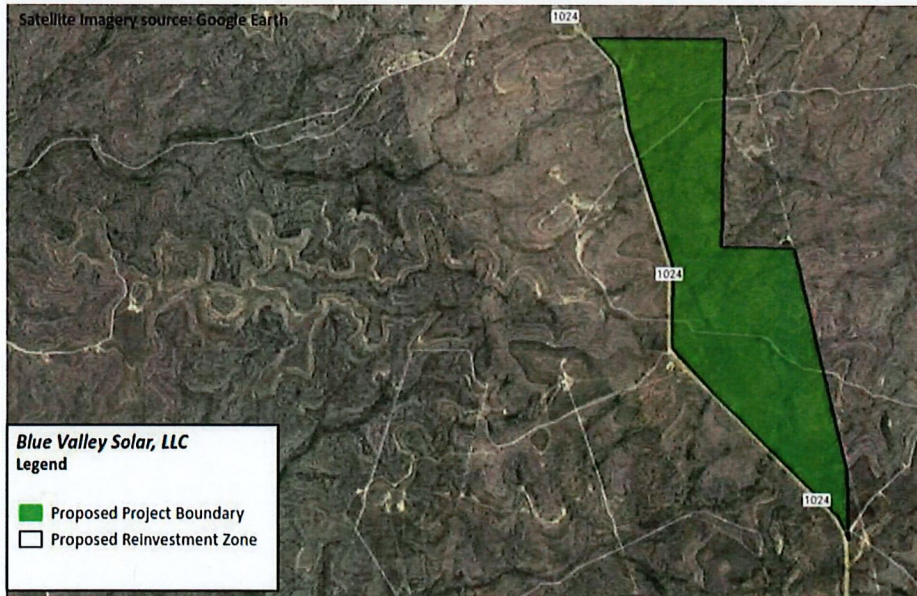 Satellite Imagery source: Google Earth
1024
1024
1024
Blue Valley Solar, LLC
Legend
Proposed Project Boundary
Proposed Reinvestment Zone